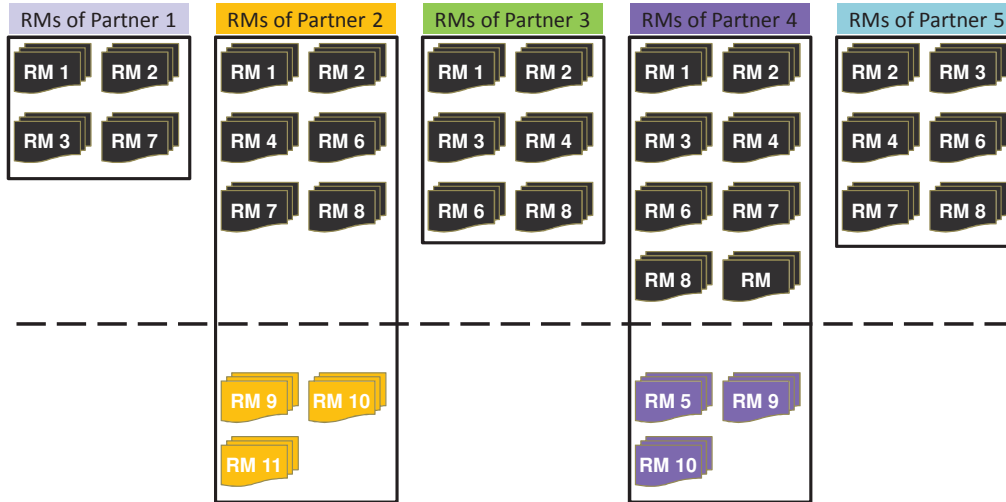 RMs of Partner 1
RM 1 RM 2
RM 3 RM 7
RMs of Partner 2
RM 1 RM 2
RM 4 RM 6
RM 7 RM 8
RM 9 RM 10
RM 11
RMs of Partner 3
RM 1 RM 2
RM 3 RM 4
RM 6 RM 8
RMs of Partner 4
RM 1 RM 2
RM 3 RM 4
RM 6 RM 7
RM 8 RM
RM 5 RM 9
RM 10
RMs of Partner 5
RM 2 RM 3
RM 4 RM 6
RM 7 RM 8